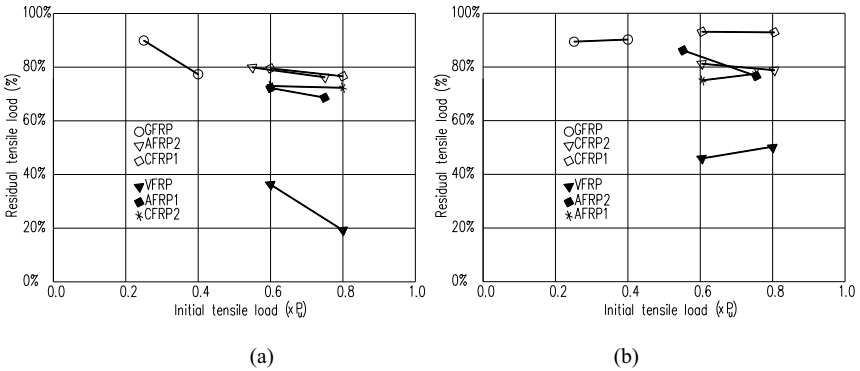 100%
80%
60%
40%
20%
0%
Residual tensile load (%)
GFRP
AFRP2
CFRP1
VFRP
AFRP1
CFRP2
0.0 0.2 0.4 0.6 0.8 1.0
Initial tensile load (xPu)
(a)
100%
80%
60%
40%
20%
0%
Residual tensile load (%)
GFRP
CFRP2
CFRP1
VFRP
AFRP2
AFRP1
0.0 0.2 0.4 0.6 0.8 1.0
Initial tensile load (xPu)
(b)